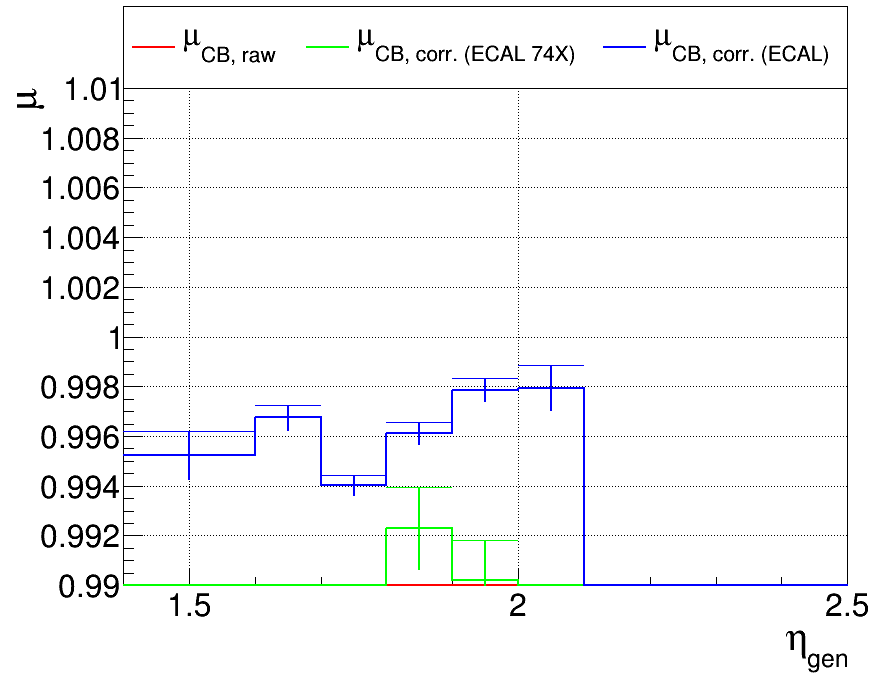 μCB, raw μCB, corr. (ECAL 74X) μCB, corr. (ECAL)
μ
1.01
1.008
1.006
1.004
1.002
1
0.998
0.996
0.994
0.992
0.99
1.5 2 2.5
ηgen